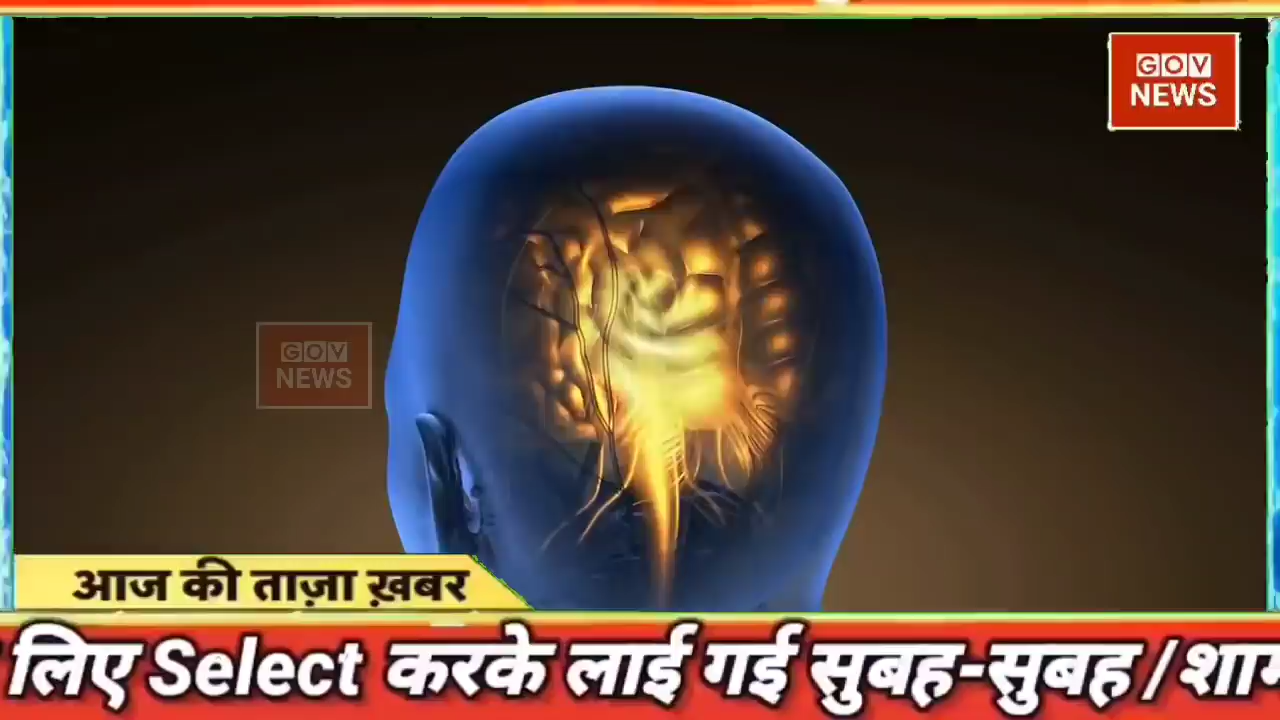 GOV
NEWS
GOV
NEWS
आज की ताज़ा ख़बर
लिए Select करके लाई गई सुबह-सुबह /शाम